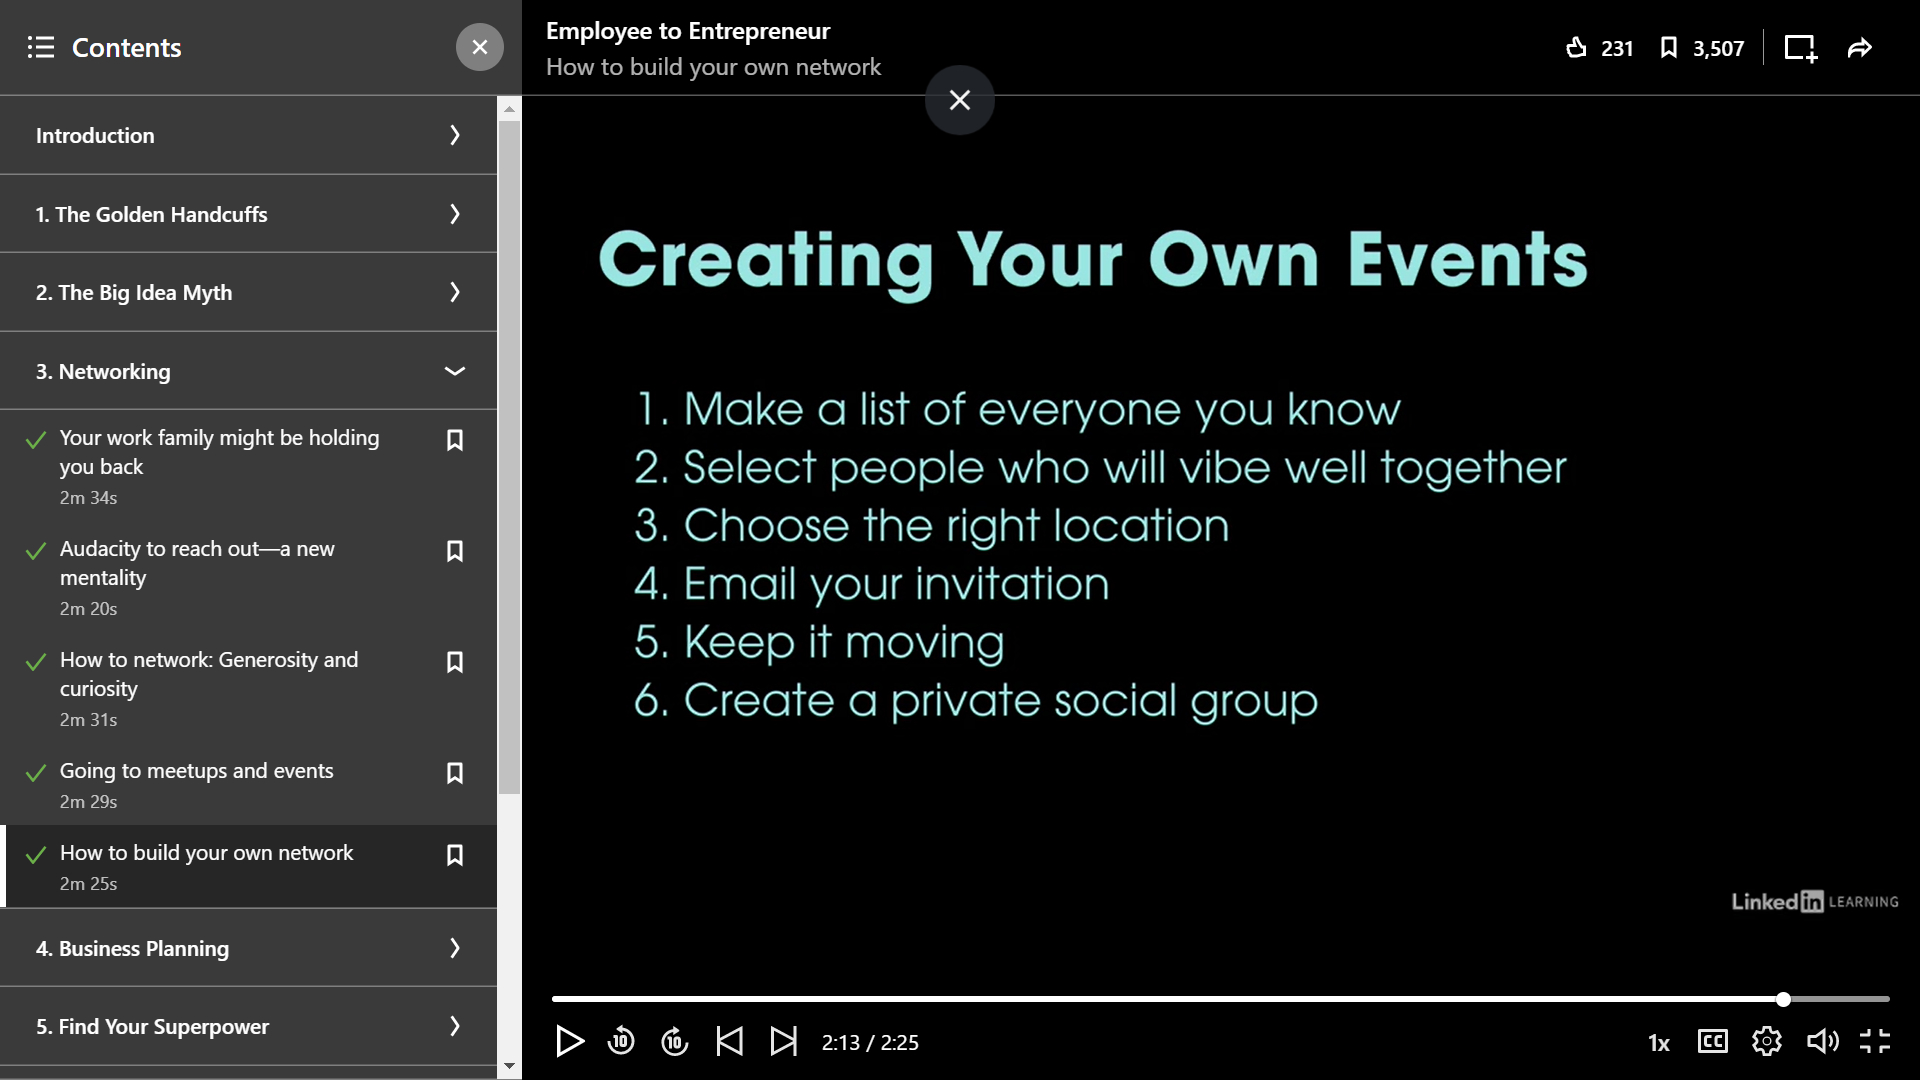 Contents
Employee to Entrepreneur
How to build your own network
231
3,507
Introduction
1. The Golden Handcuffs
2. The Big Idea Myth
3. Networking
Your work family might be holding
you back
2m 34s
Audacity to reach out—a new
mentality
2m 20s
How to network: Generosity and
curiosity
2m 31s
Going to meetups and events
2m 29s
How to build your own network
2m 25s
4. Business Planning
5. Find Your Superpower
Creating Your Own Events
1. Make a list of everyone you know
2. Select people who will vibe well together
3. Choose the right location
4. Email your invitation
5. Keep it moving
6. Create a private social group
Linked in LEARNING
10
10
2:13 / 2:25
1x
CC